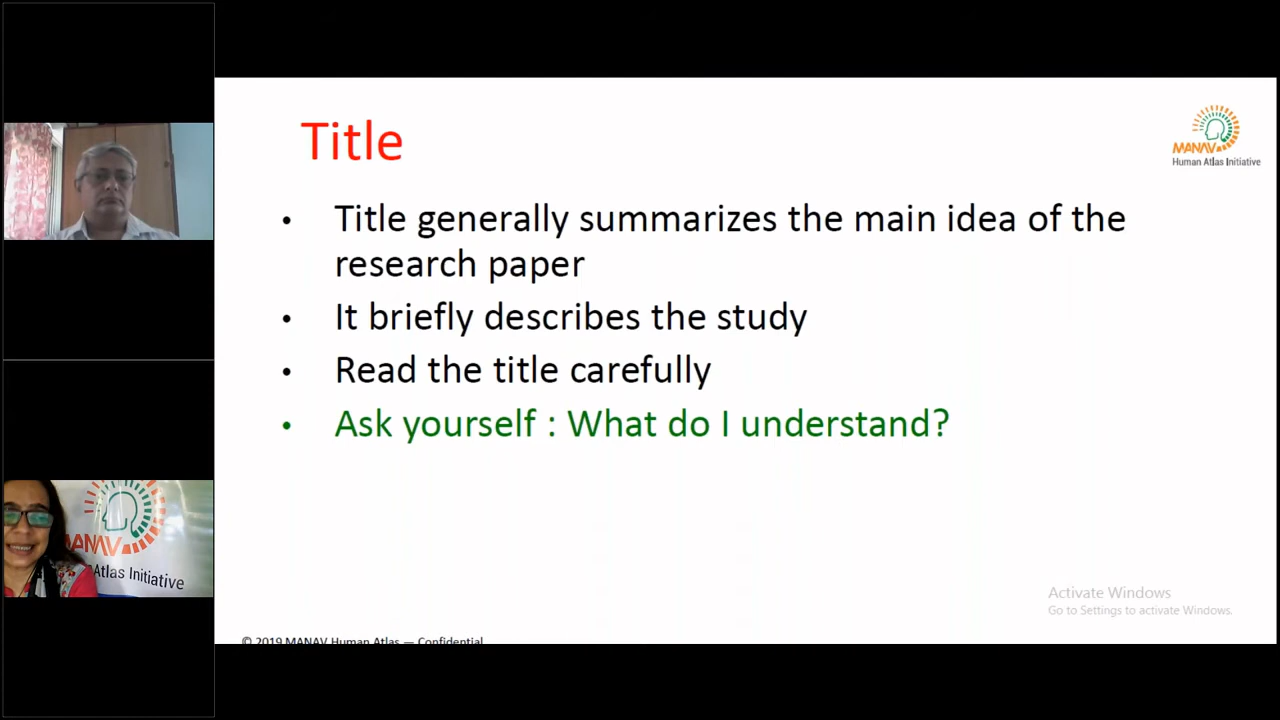 Title
MANAV
Human Atlas Initiative
• Title generally summarizes the main idea of the
research paper
• It briefly describes the study
• Read the title carefully
• Ask yourself : What do I understand?
MANAV
Atlas Initiative
Activate Windows
Go to Settings to activate Windows.
© 2019 MANAV Human Atlas — Confidential